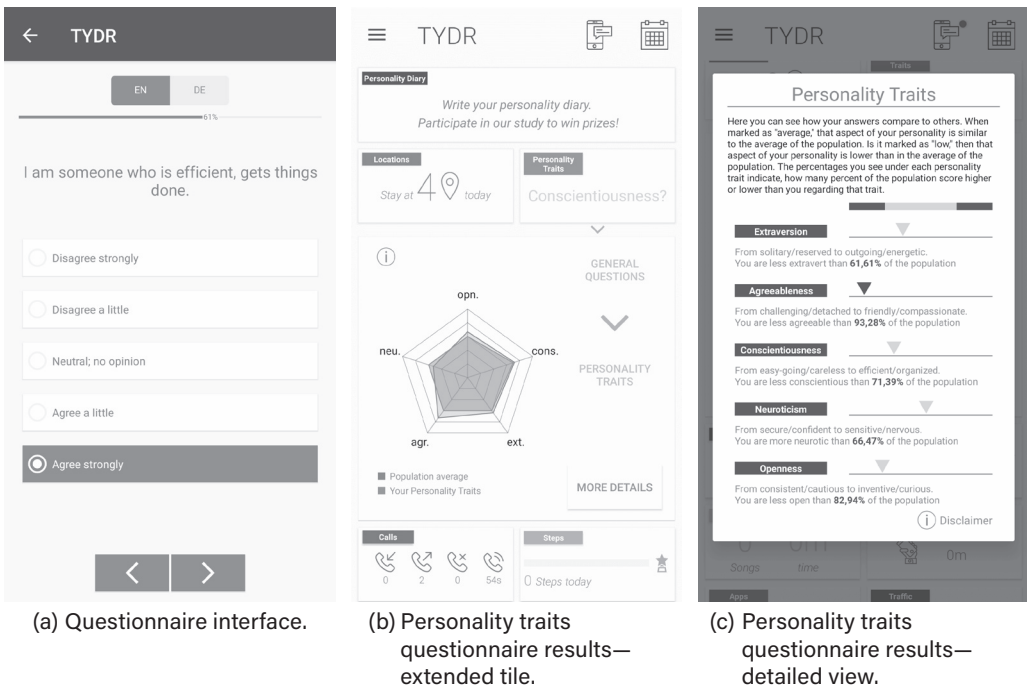 TYDR
EN
DE
61%
I am someone who is efficient, gets things
done.
Disagree strongly
Disagree a little
Neutral; no opinion
Agree a little
Agree strongly
(a) Questionnaire interface.
TYDR
Personality Diary
Write your personality diary.
Participate in our study to win prizes!
Locations
Stay at 4 today
Personality
Traits
Conscientiousness?
GENERAL
QUESTIONS
PERSONALITY
TRAITS
opn.
neu.
cons.
agr.
ext.
Population average
Your Personality Traits
MORE DETAILS
Calls
0 2 0 54s
Steps
0 Steps today
(b) Personality traits
questionnaire results—
extended tile.
TYDR
Traits
Personality Traits
Here you can see how your answers compare to others. When
marked as "average," that aspect of your personality is similar
to the average of the population. Is it marked as "low," then that
aspect of your personality is lower than in the average of the
population. The percentages you see under each personality
trait indicate, how many percent of the population score higher
or lower than you regarding that trait.
Extraversion
From solitary/reserved to outgoing/energetic.
You are less extravert than 61,61% of the population
Agreeableness
From challenging/detached to friendly/compassionate.
You are less agreeable than 93,28% of the population
Conscientiousness
From easy-going/careless to efficient/organized.
You are less conscientious than 71,39% of the population
Neuroticism
From secure/confident to sensitive/nervous.
You are more neurotic than 66,47% of the population
Openness
From consistent/cautious to inventive/curious.
You are less open than 82,94% of the population
Disclaimer
Songs
time
0m
Apps
Traffic
(c) Personality traits
questionnaire results—
detailed view.